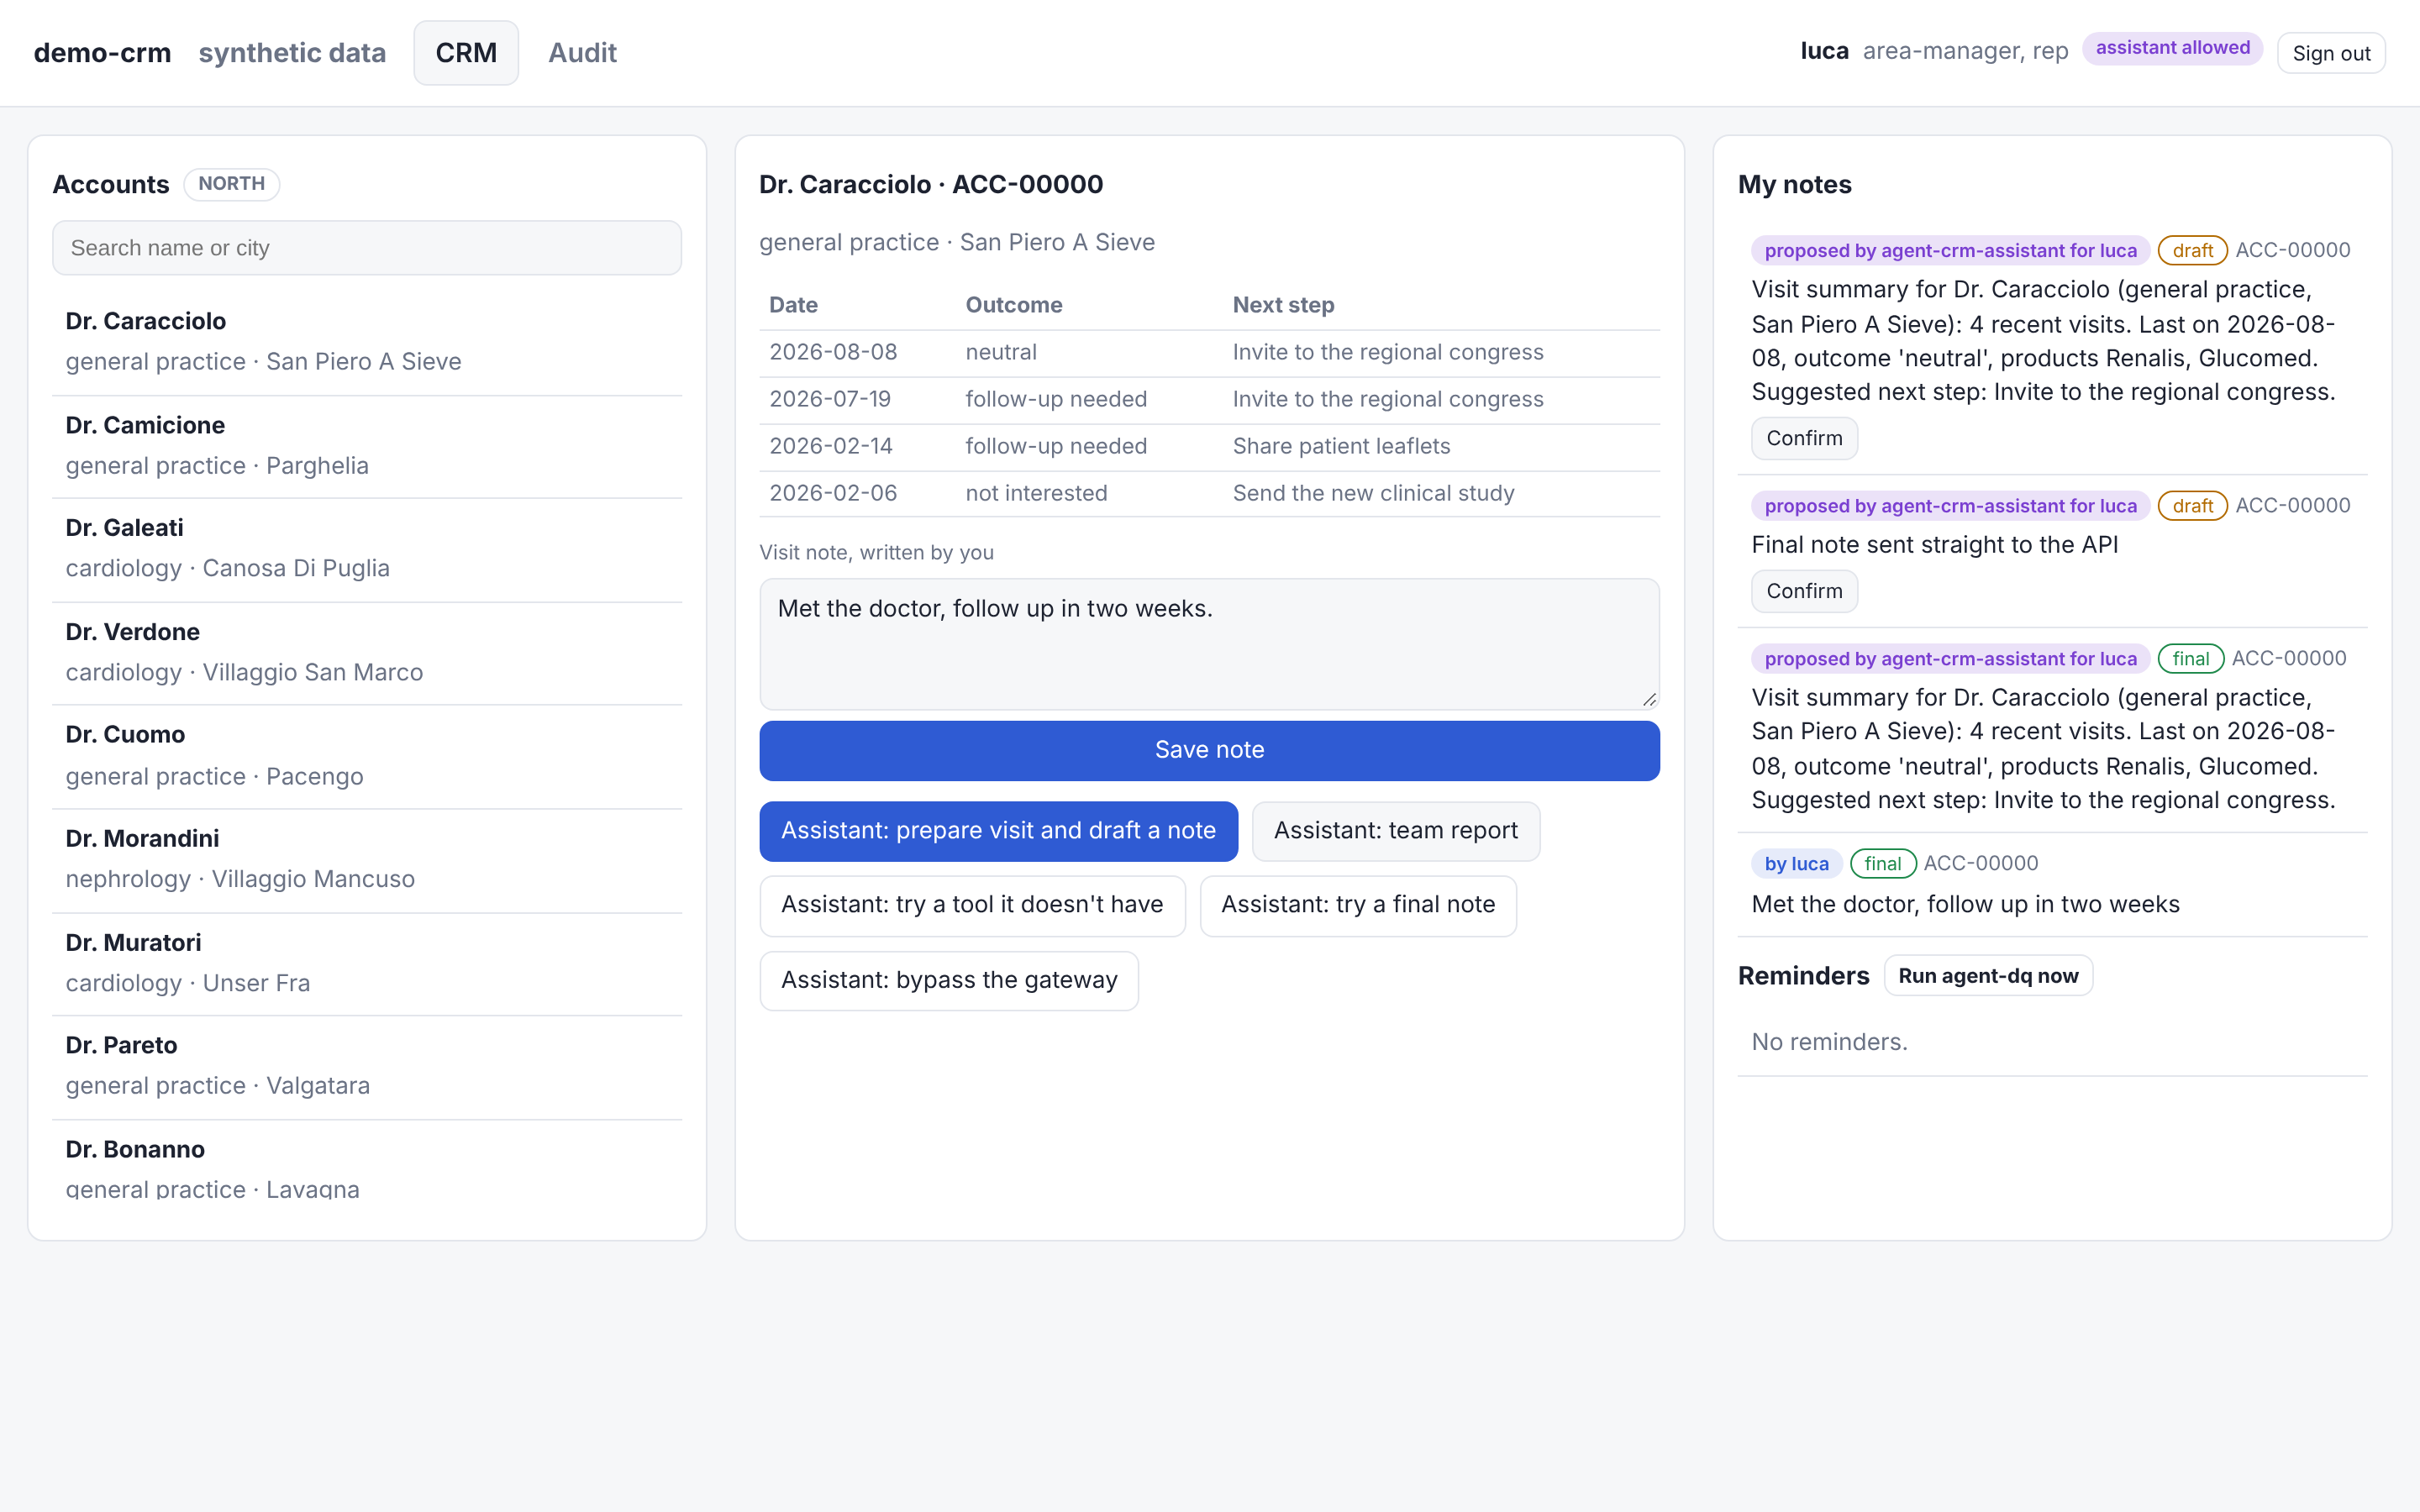 demo-crm synthetic data CRM Audit
luca area-manager, rep assistant allowed Sign out
Accounts NORTH
Search name or city
Dr. Caracciolo
general practice · San Piero A Sieve
Dr. Camicione
general practice · Parghelia
Dr. Galeati
cardiology · Canosa Di Puglia
Dr. Verdone
cardiology · Villaggio San Marco
Dr. Cuomo
general practice · Pacengo
Dr. Morandini
nephrology · Villaggio Mancuso
Dr. Muratori
cardiology · Unser Fra
Dr. Pareto
general practice · Valgatara
Dr. Bonanno
general practice · Lavagna
Dr. Caracciolo · ACC-00000
general practice · San Piero A Sieve
Date Outcome Next step
2026-08-08 neutral Invite to the regional congress
2026-07-19 follow-up needed Invite to the regional congress
2026-02-14 follow-up needed Share patient leaflets
2026-02-06 not interested Send the new clinical study
Visit note, written by you
Met the doctor, follow up in two weeks.
Save note
Assistant: prepare visit and draft a note Assistant: team report
Assistant: try a tool it doesn't have Assistant: try a final note
Assistant: bypass the gateway
My notes
proposed by agent-crm-assistant for luca draft ACC-00000
Visit summary for Dr. Caracciolo (general practice,
San Piero A Sieve): 4 recent visits. Last on 2026-08-
08, outcome 'neutral', products Renalis, Glucomed.
Suggested next step: Invite to the regional congress.
Confirm
proposed by agent-crm-assistant for luca draft ACC-00000
Final note sent straight to the API
Confirm
proposed by agent-crm-assistant for luca final ACC-00000
Visit summary for Dr. Caracciolo (general practice,
San Piero A Sieve): 4 recent visits. Last on 2026-08-
08, outcome 'neutral', products Renalis, Glucomed.
Suggested next step: Invite to the regional congress.
by luca final ACC-00000
Met the doctor, follow up in two weeks
Reminders Run agent-dq now
No reminders.